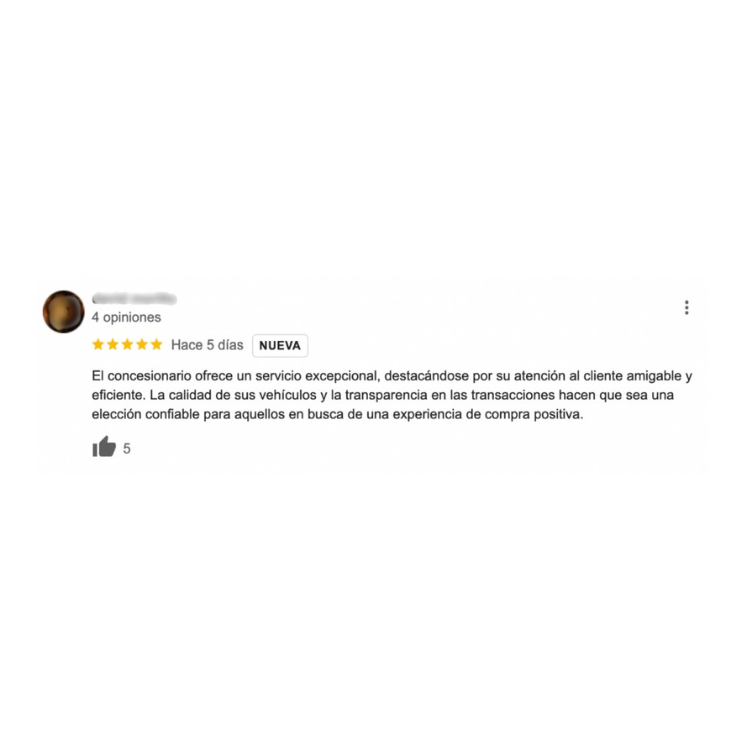 4 opiniones
Hace 5 días NUEVA
El concesionario ofrece un servicio excepcional, destacándose por su atención al cliente amigable y
eficiente. La calidad de sus vehículos y la transparencia en las transacciones hacen que sea una
elección confiable para aquellos en busca de una experiencia de compra positiva.
5